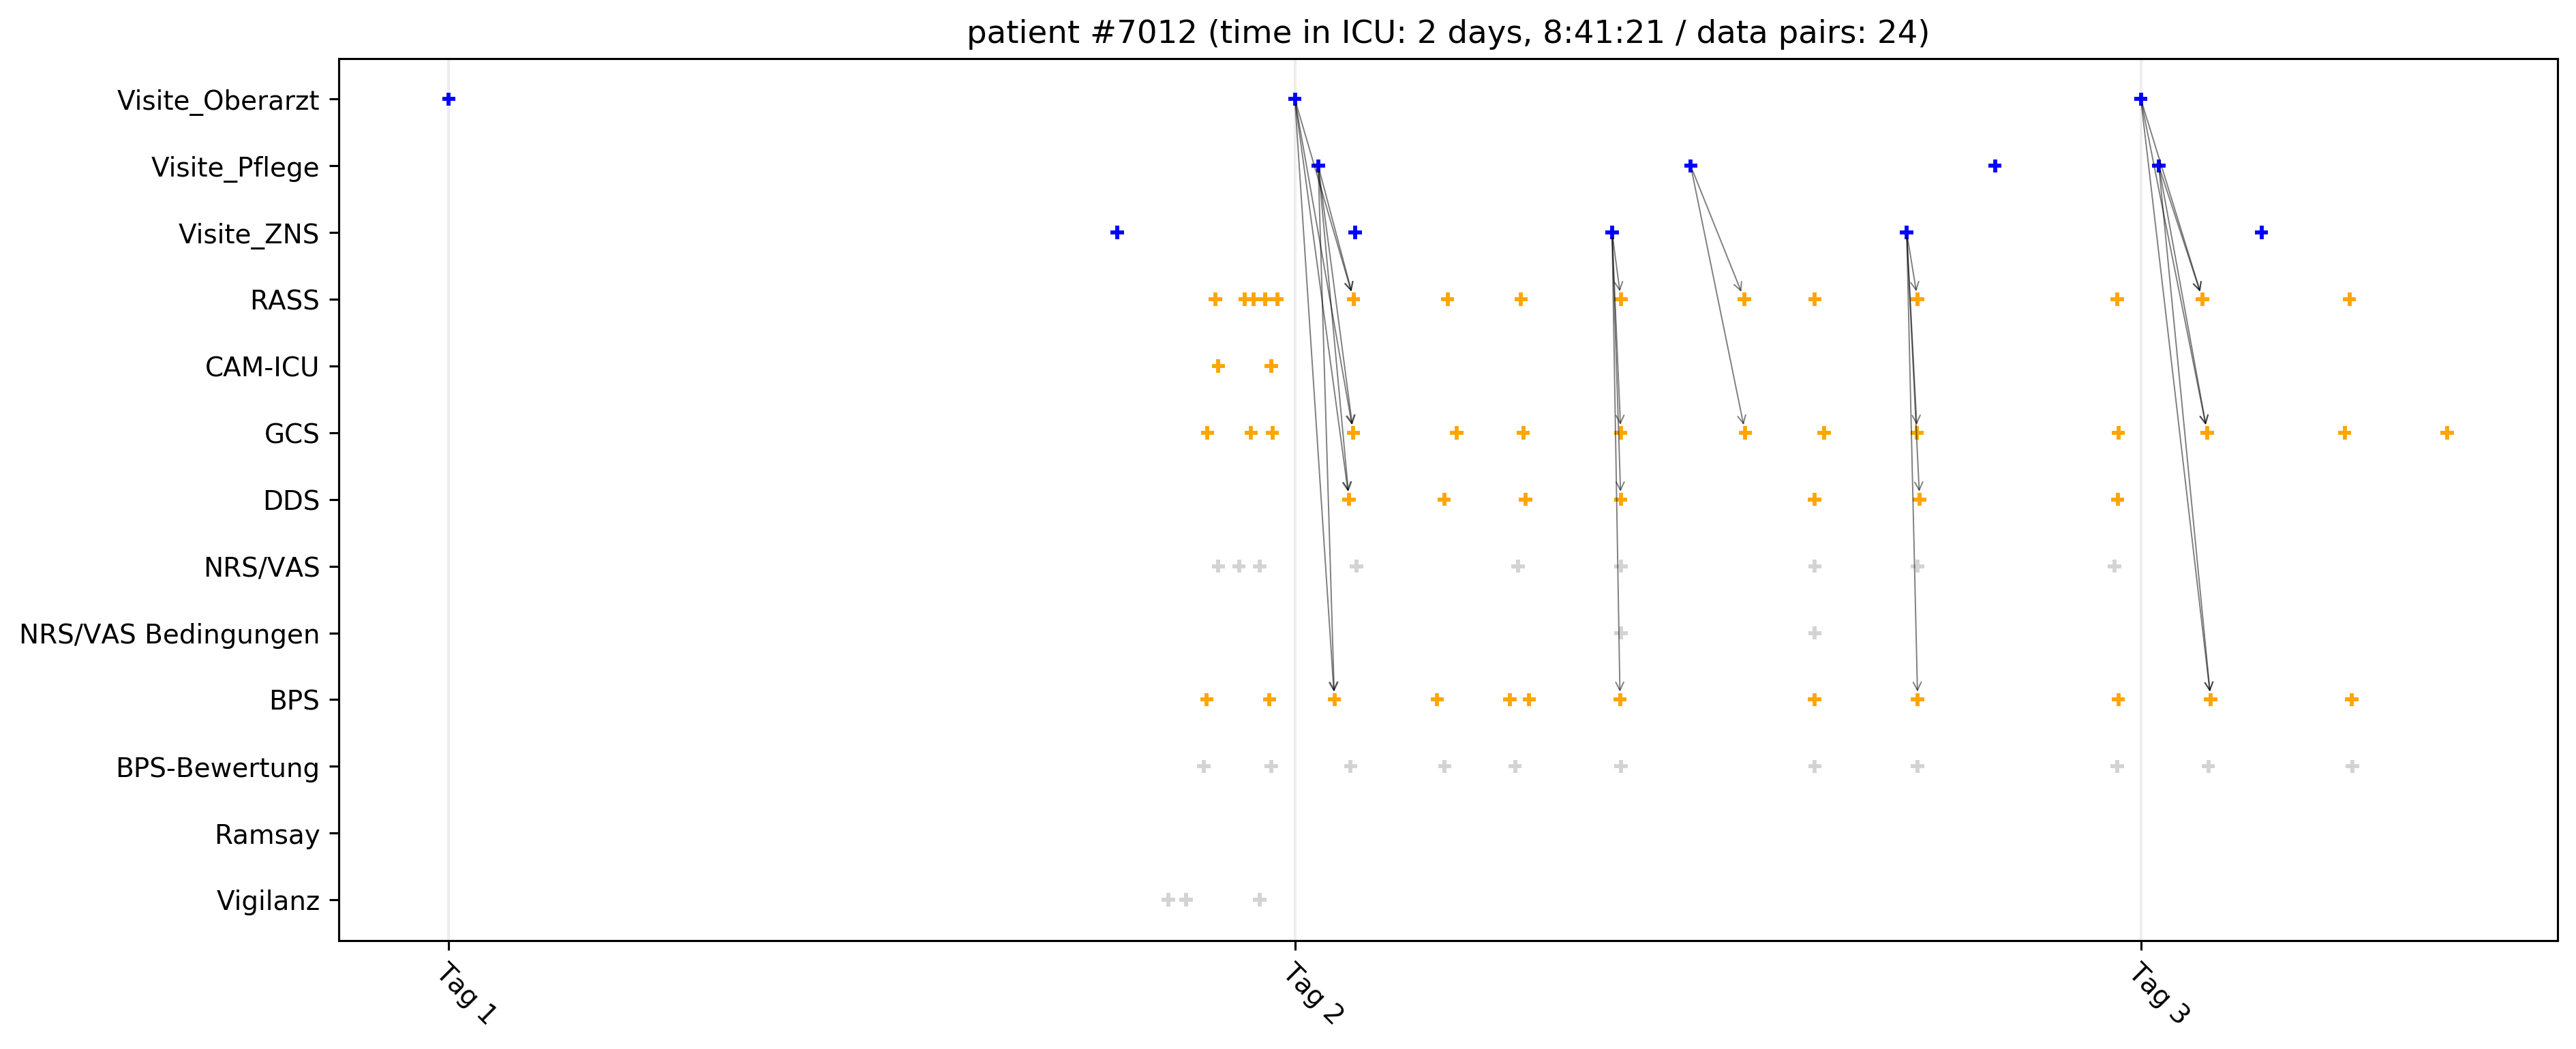 patient #7012 (time in ICU: 2 days, 8:41:21 / data pairs: 24)
Visite_Oberarzt
Visite_Pflege
Visite_ZNS
RASS
CAM-ICU
GCS
DDS
NRS/VAS
NRS/VAS Bedingungen
BPS
BPS-Bewertung
Ramsay
Vigilanz
Tag 1
Tag 2
Tag 3